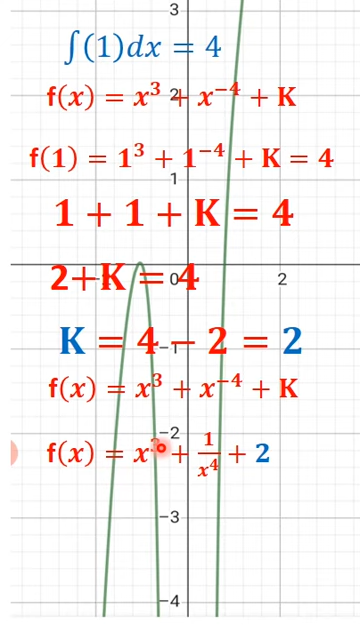 3
∫(1)dx = 4
f(x) = x³ + x⁻⁴ + K
2
f(1) = 1³ + 1⁻⁴ + K = 4
1
1 + 1 + K = 4
2+K = 4
0
2
K = 4 − 2 = 2
−1
f(x) = x³ + x⁻⁴ + K
−2
f(x) = x³ + 1/x⁴ + 2
−3
−4